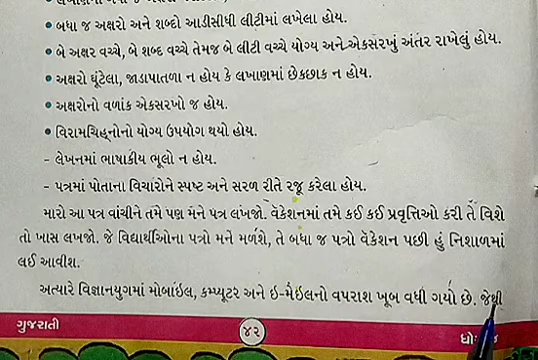 • બધા જ અક્ષરો અને શબ્દો આડીસીધી લીટીમાં લખેલા હોય.
• બે અક્ષર વચ્ચે, બે શબ્દ વચ્ચે તેમજ બે લીટી વચ્ચે યોગ્ય અને એકસરખું અંતર રાખેલું હોય.
• અક્ષરો ઘૂંટેલા, જાડાપાતળા ન હોય કે લખાણમાં છેકછાક ન હોય.
• અક્ષરોનો વળાંક એકસરખો જ હોય.
• વિરામચિહ્નોનો યોગ્ય ઉપયોગ થયો હોય.
- લેખનમાં ભાષાકીય ભૂલો ન હોય.
- પત્રમાં પોતાના વિચારોને સ્પષ્ટ અને સરળ રીતે રજૂ કરેલા હોય.
મારો આ પત્ર વાંચીને તમે પણ મને પત્ર લખજો. વૅકેશનમાં તમે કઈ કઈ પ્રવૃત્તિઓ કરી તે વિશે
તો ખાસ લખજો. જે વિદ્યાર્થીઓના પત્રો મને મળશે, તે બધા જ પત્રો વૅકેશન પછી હું નિશાળમાં
લઈ આવીશ.
અત્યારે વિજ્ઞાનયુગમાં મોબાઇલ, કમ્પ્યૂટર અને ઇ-મેઇલનો વપરાશ ખૂબ વધી ગયો છે. જેથી
ગુજરાતી
૪૨